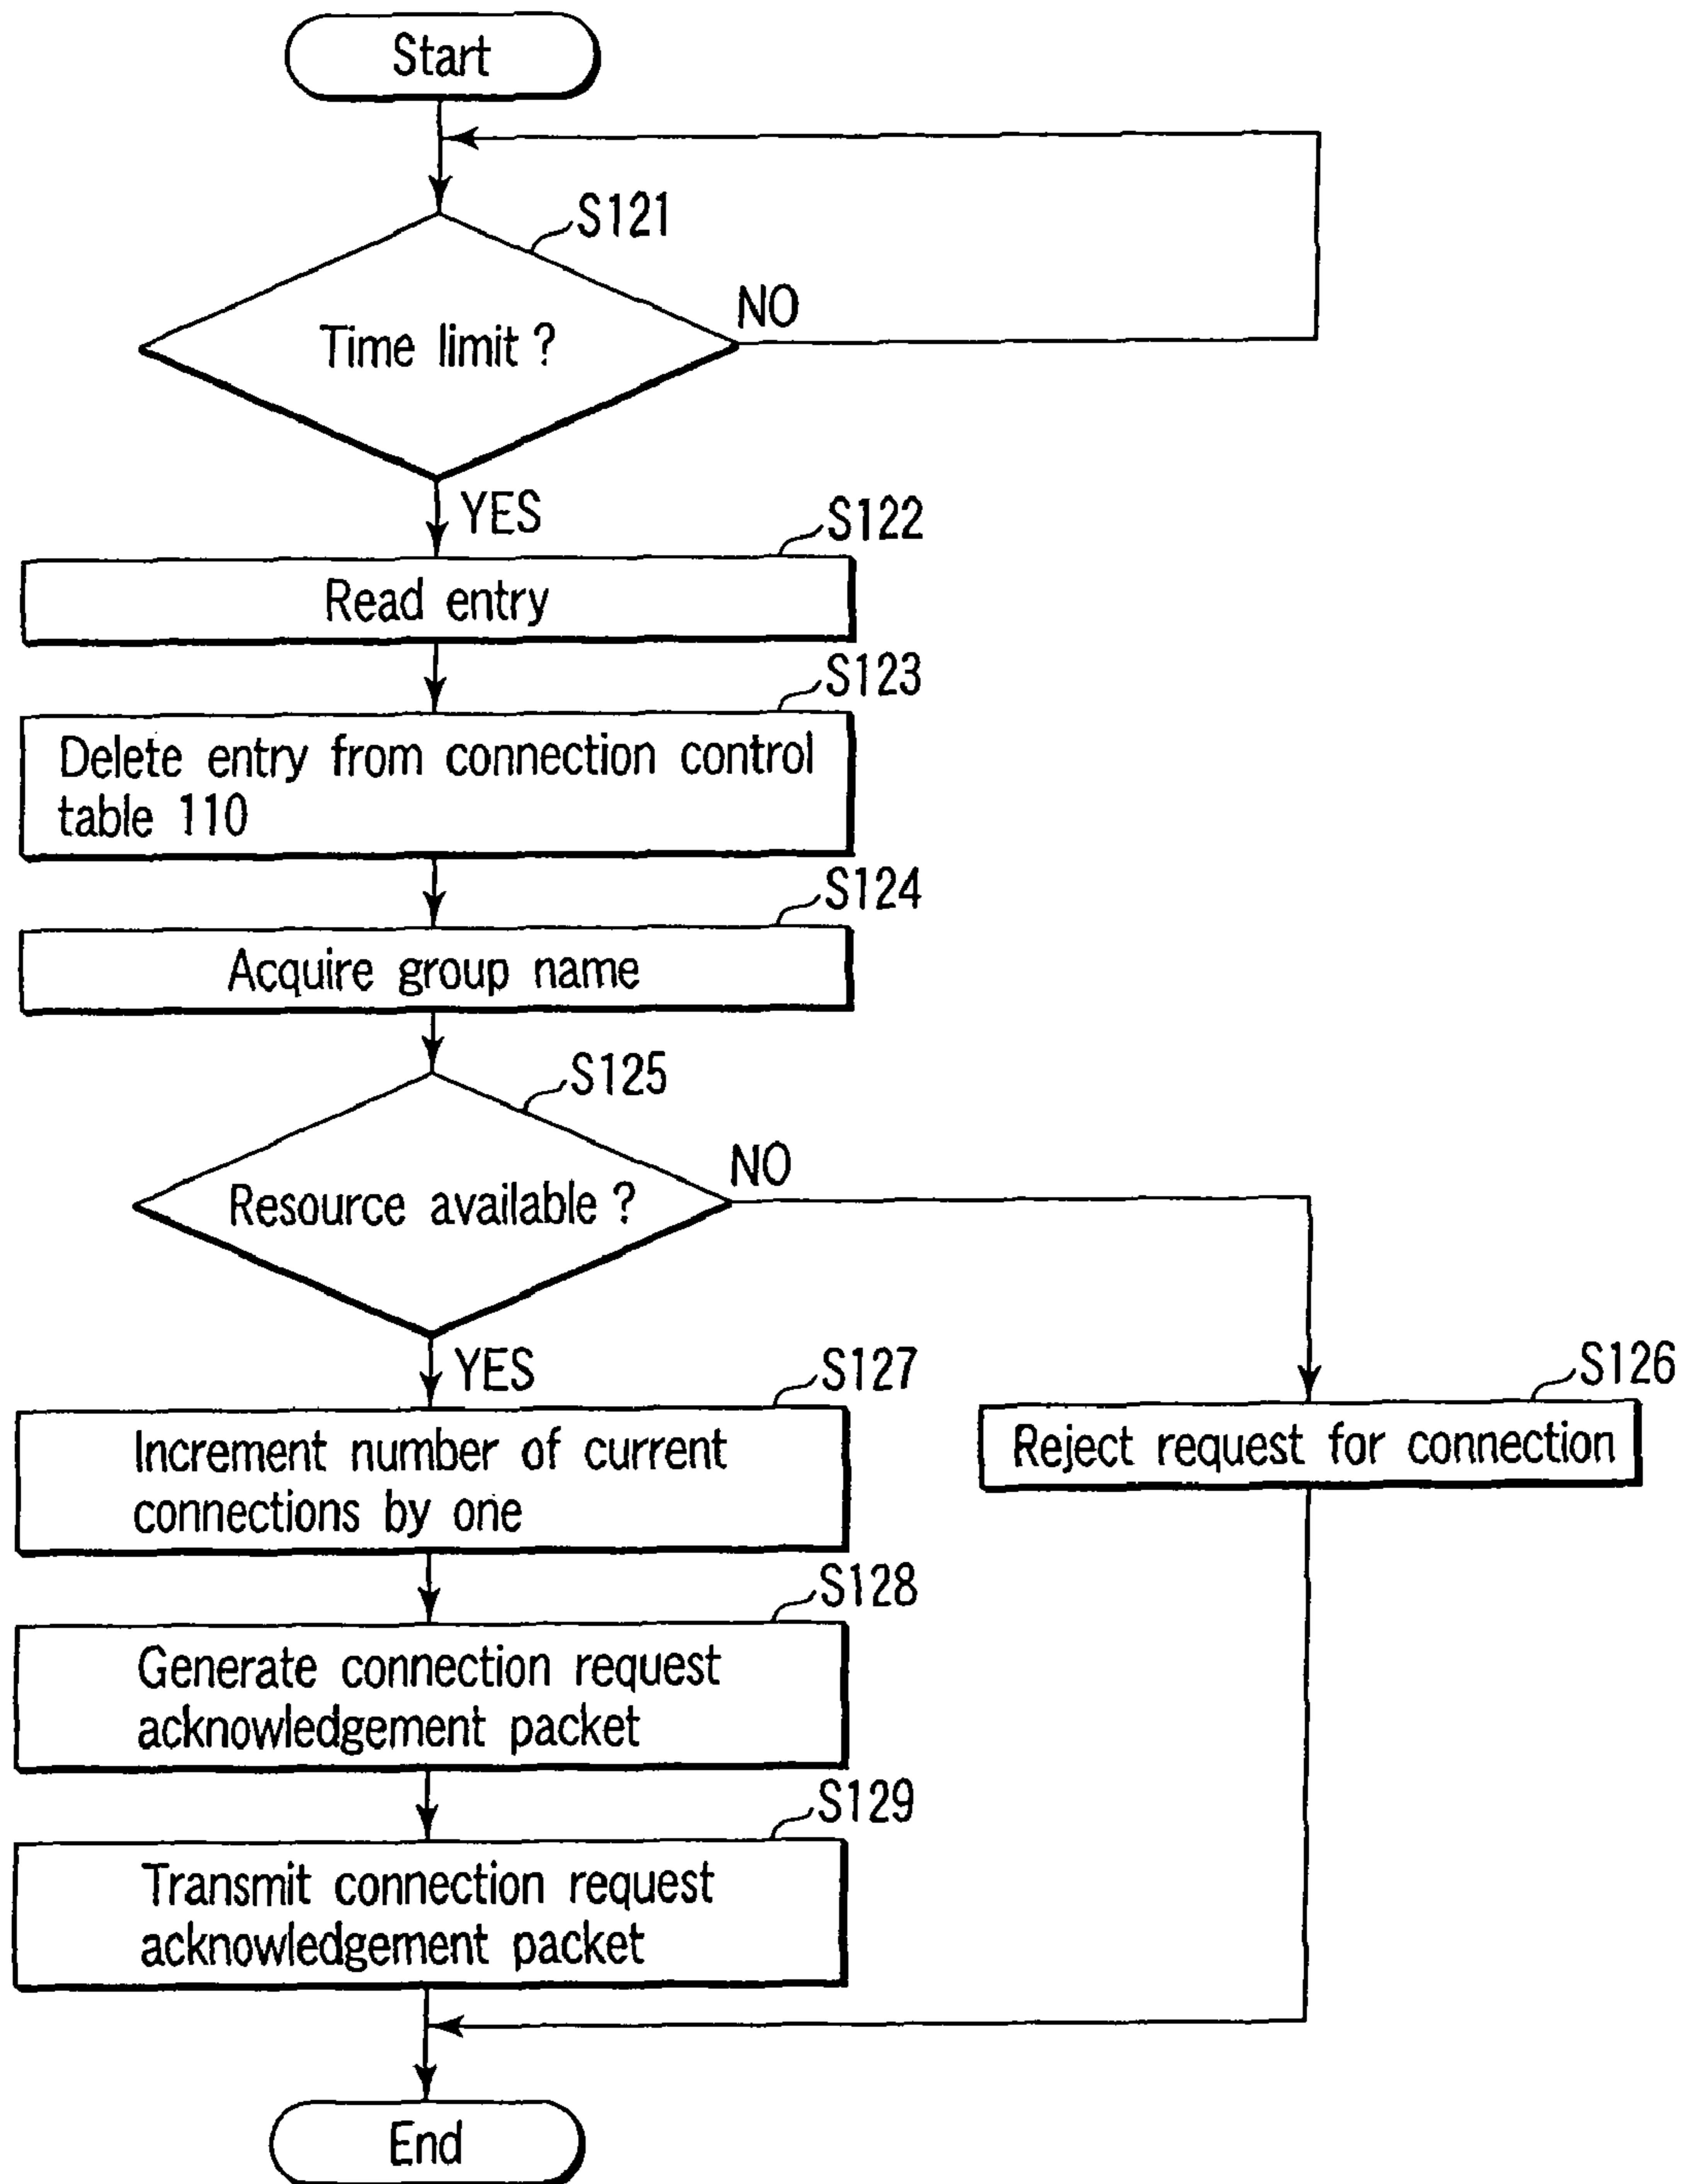 Start
S121
Time limit ?
NO
YES
S122
Read entry
S123
Delete entry from connection control
table 110
S124
Acquire group name
S125
Resource available ?
NO
YES
S127
Increment number of current
connections by one
S126
Reject request for connection
S128
Generate connection request
acknowledgement packet
S129
Transmit connection request
acknowledgement packet
End